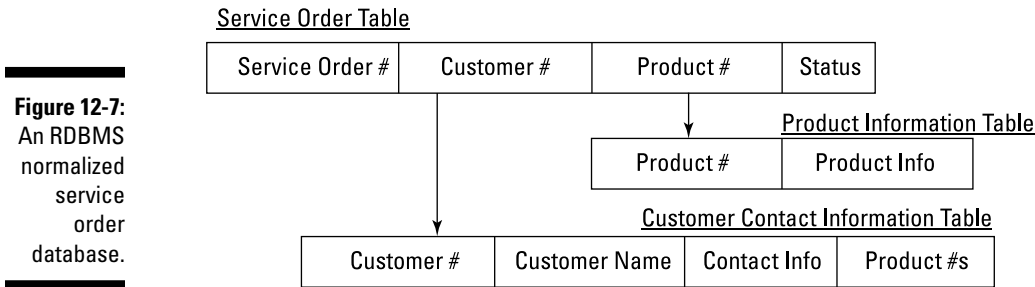 Service Order Table
Service Order # Customer # Product # Status
Figure 12-7:
An RDBMS
normalized
service
order
database.
Product Information Table
Product # Product Info
Customer Contact Information Table
Customer # Customer Name Contact Info Product #s